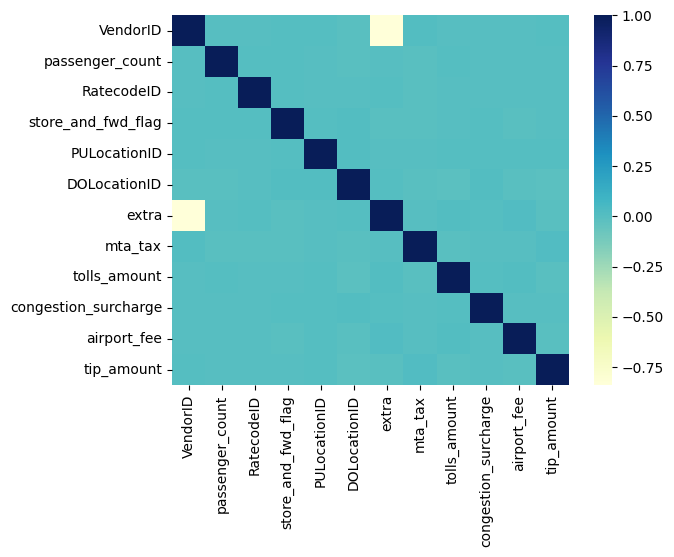 VendorID
passenger_count
RatecodeID
store_and_fwd_flag
PULocationID
DOLocationID
extra
mta_tax
tolls_amount
congestion_surcharge
airport_fee
tip_amount
VendorID
passenger_count
RatecodeID
store_and_fwd_flag
PULocationID
DOLocationID
extra
mta_tax
tolls_amount
congestion_surcharge
airport_fee
tip_amount
1.00
0.75
0.50
0.25
0.00
−0.25
−0.50
−0.75